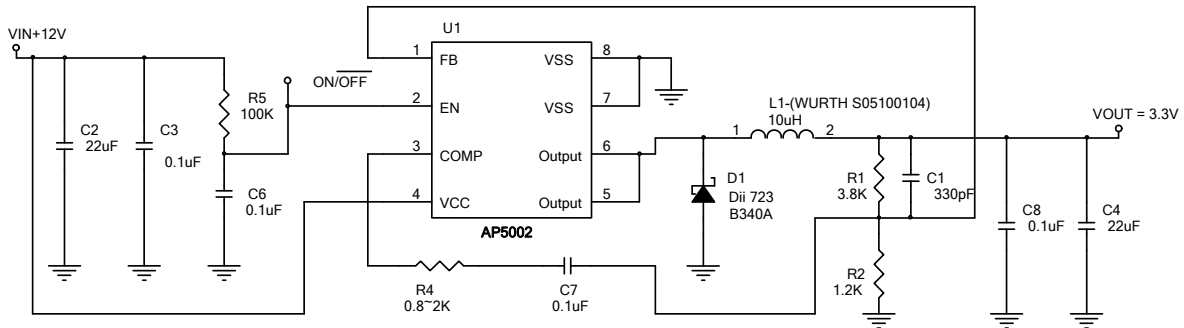 VIN+12V
C2
22uF
C3
0.1uF
R5
100K
C6
0.1uF
ON/OFF
U1
1
FB
2
EN
3
COMP
4
VCC
VSS
8
VSS
7
Output
6
Output
5
AP5002
R4
0.8~2K
C7
0.1uF
D1
Dii 723
B340A
L1-(WURTH S05100104)
10uH
1
2
R1
3.8K
C1
330pF
R2
1.2K
C8
0.1uF
C4
22uF
VOUT = 3.3V